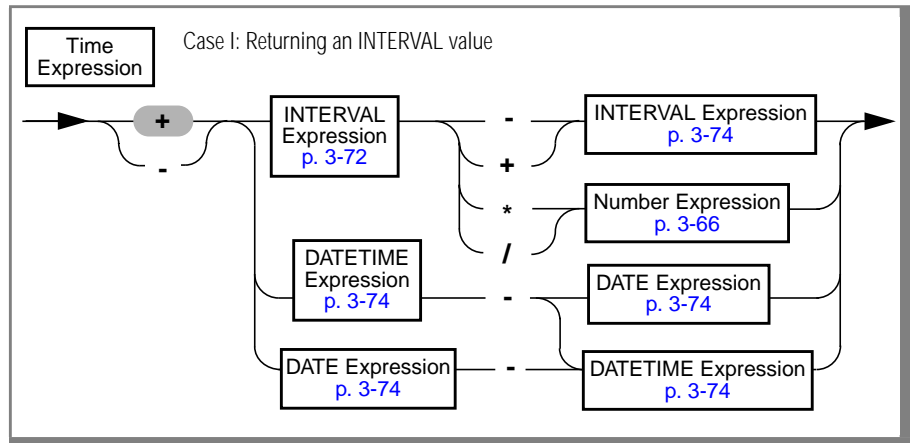 Time
Expression
Case I: Returning an INTERVAL value
+
-
INTERVAL
Expression
p. 3-72
-
+
*
/
INTERVAL Expression
p. 3-74
Number Expression
p. 3-66
DATETIME
Expression
p. 3-74
-
DATE Expression
p. 3-74
DATE Expression
p. 3-74
-
DATETIME Expression
p. 3-74